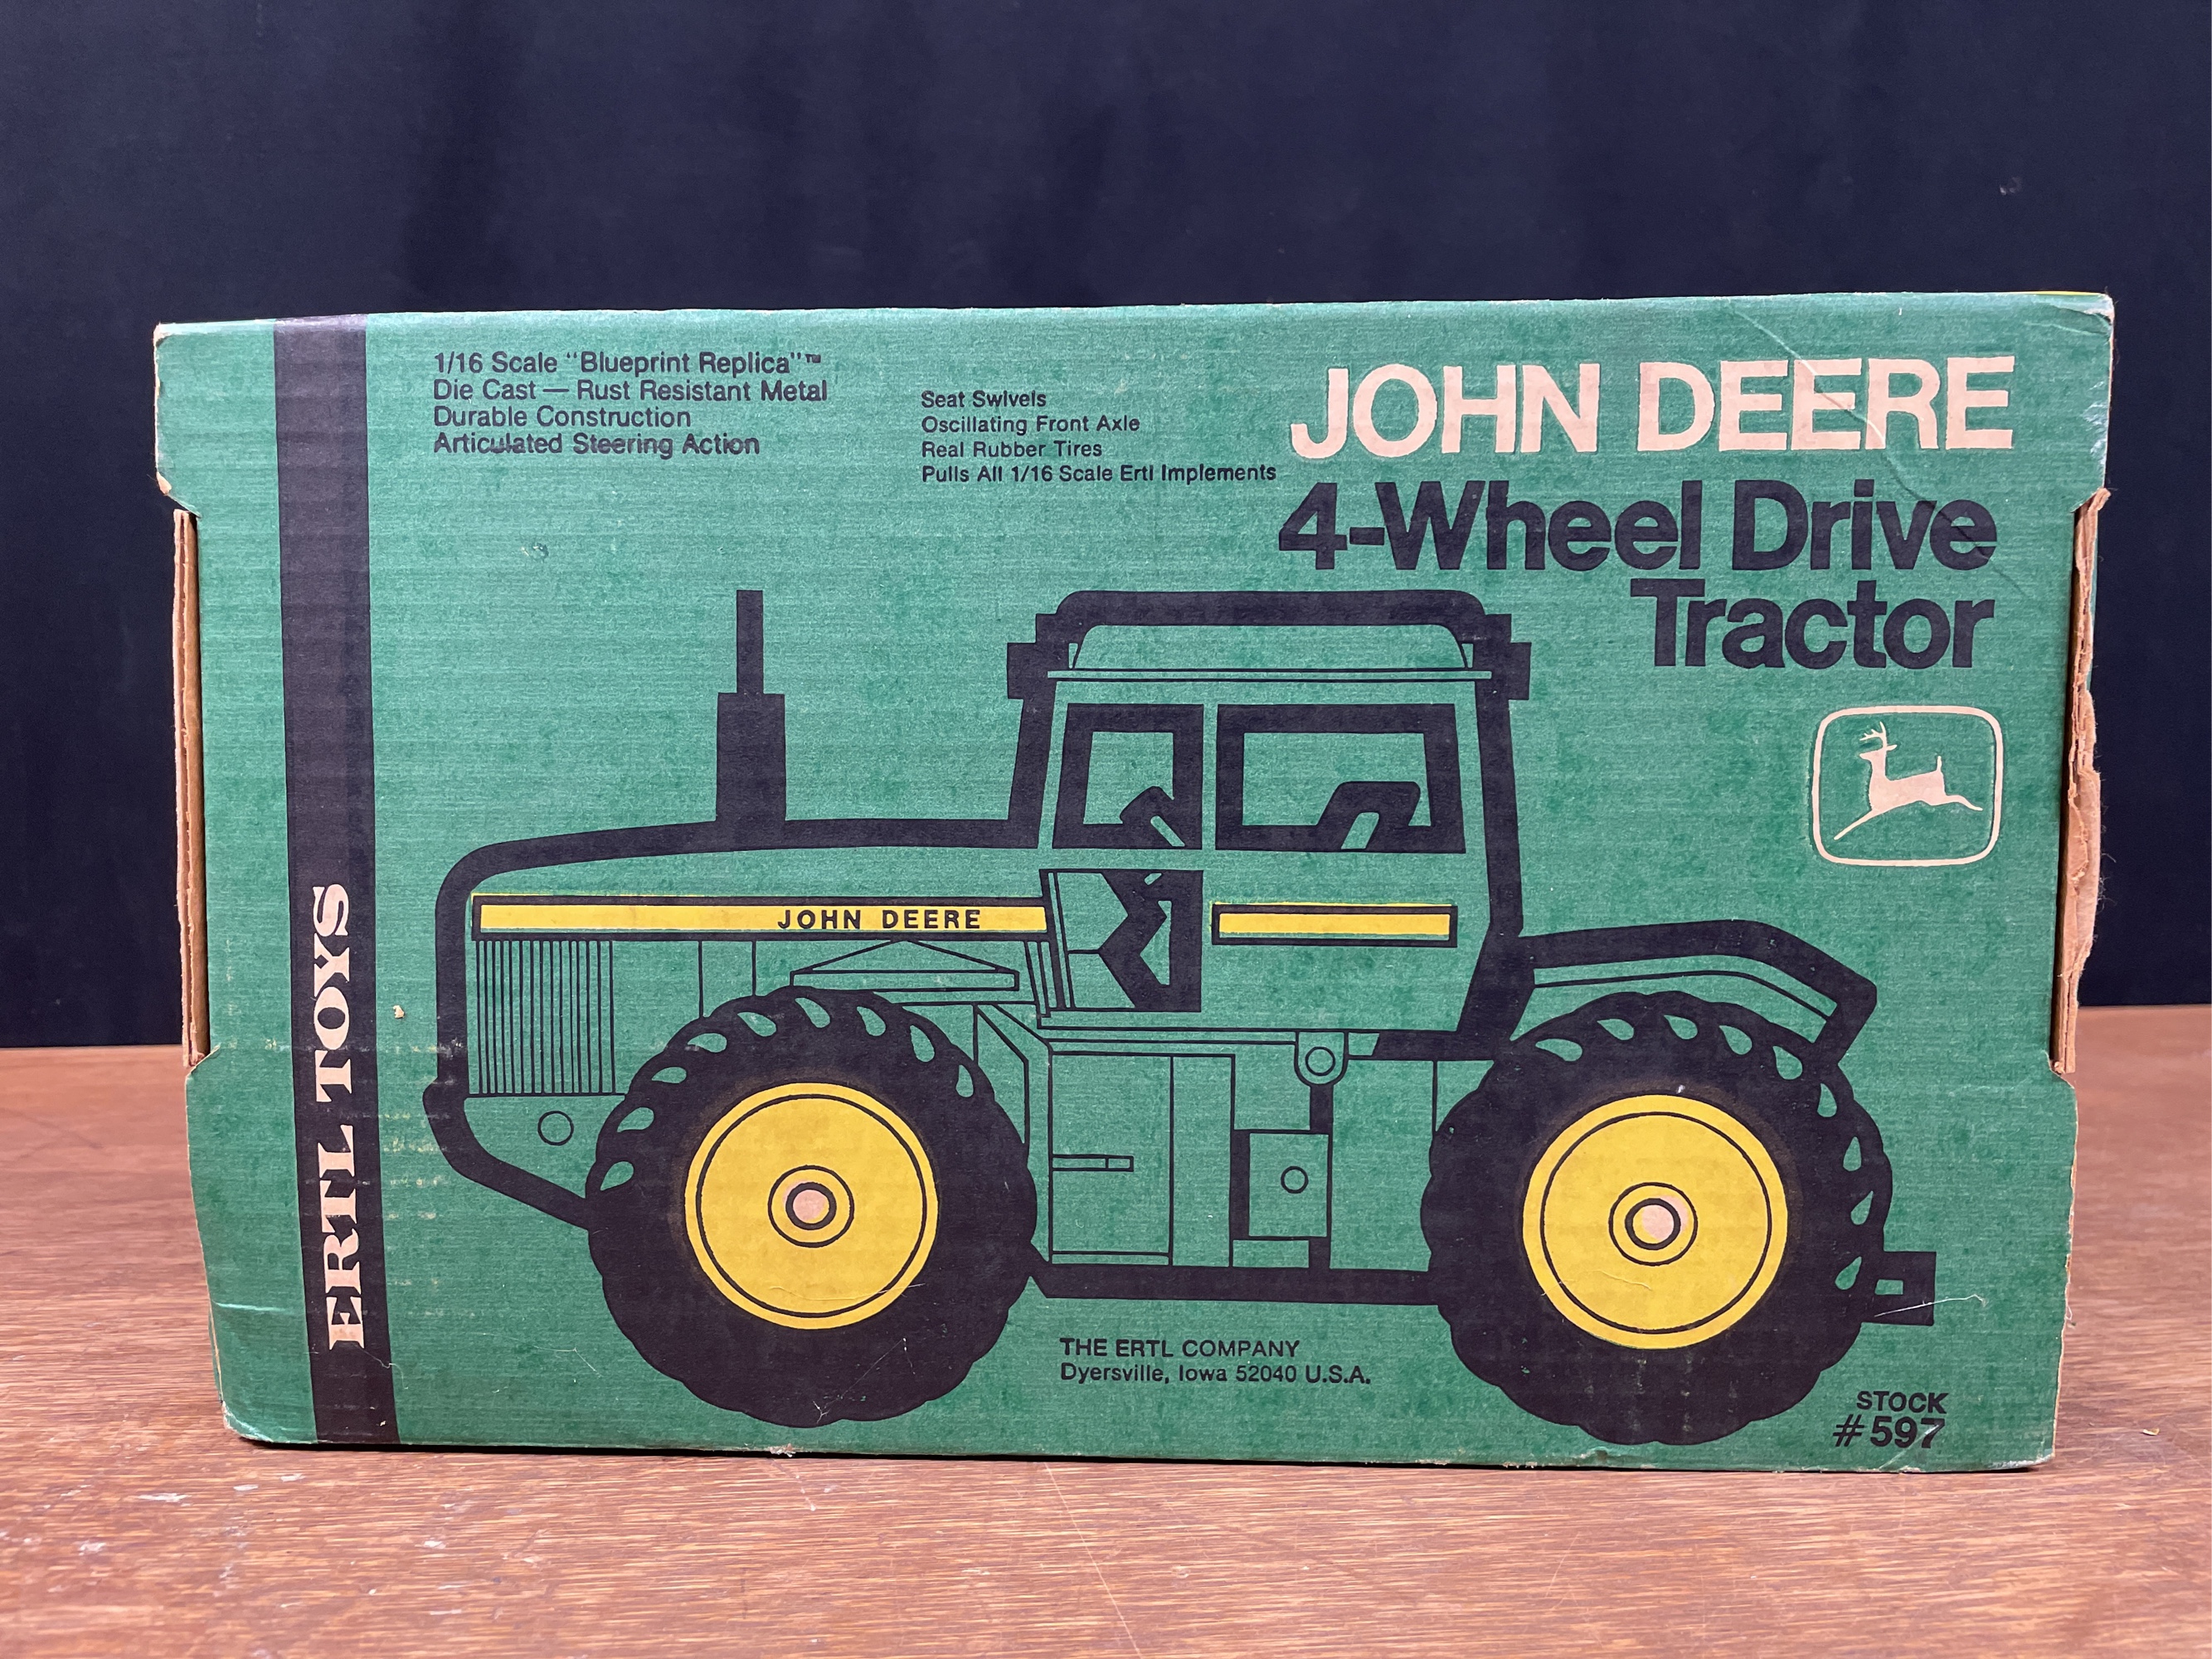 1/16 Scale "Blueprint Replica"™
Die Cast — Rust Resistant Metal
Durable Construction
Articulated Steering Action
Seat Swivels
Oscillating Front Axle
Real Rubber Tires
Pulls All 1/16 Scale Ertl Implements
JOHN DEERE
4-Wheel Drive
Tractor
JOHN DEERE
ERTL TOYS
THE ERTL COMPANY
Dyersville, Iowa 52040 U.S.A.
STOCK
#597